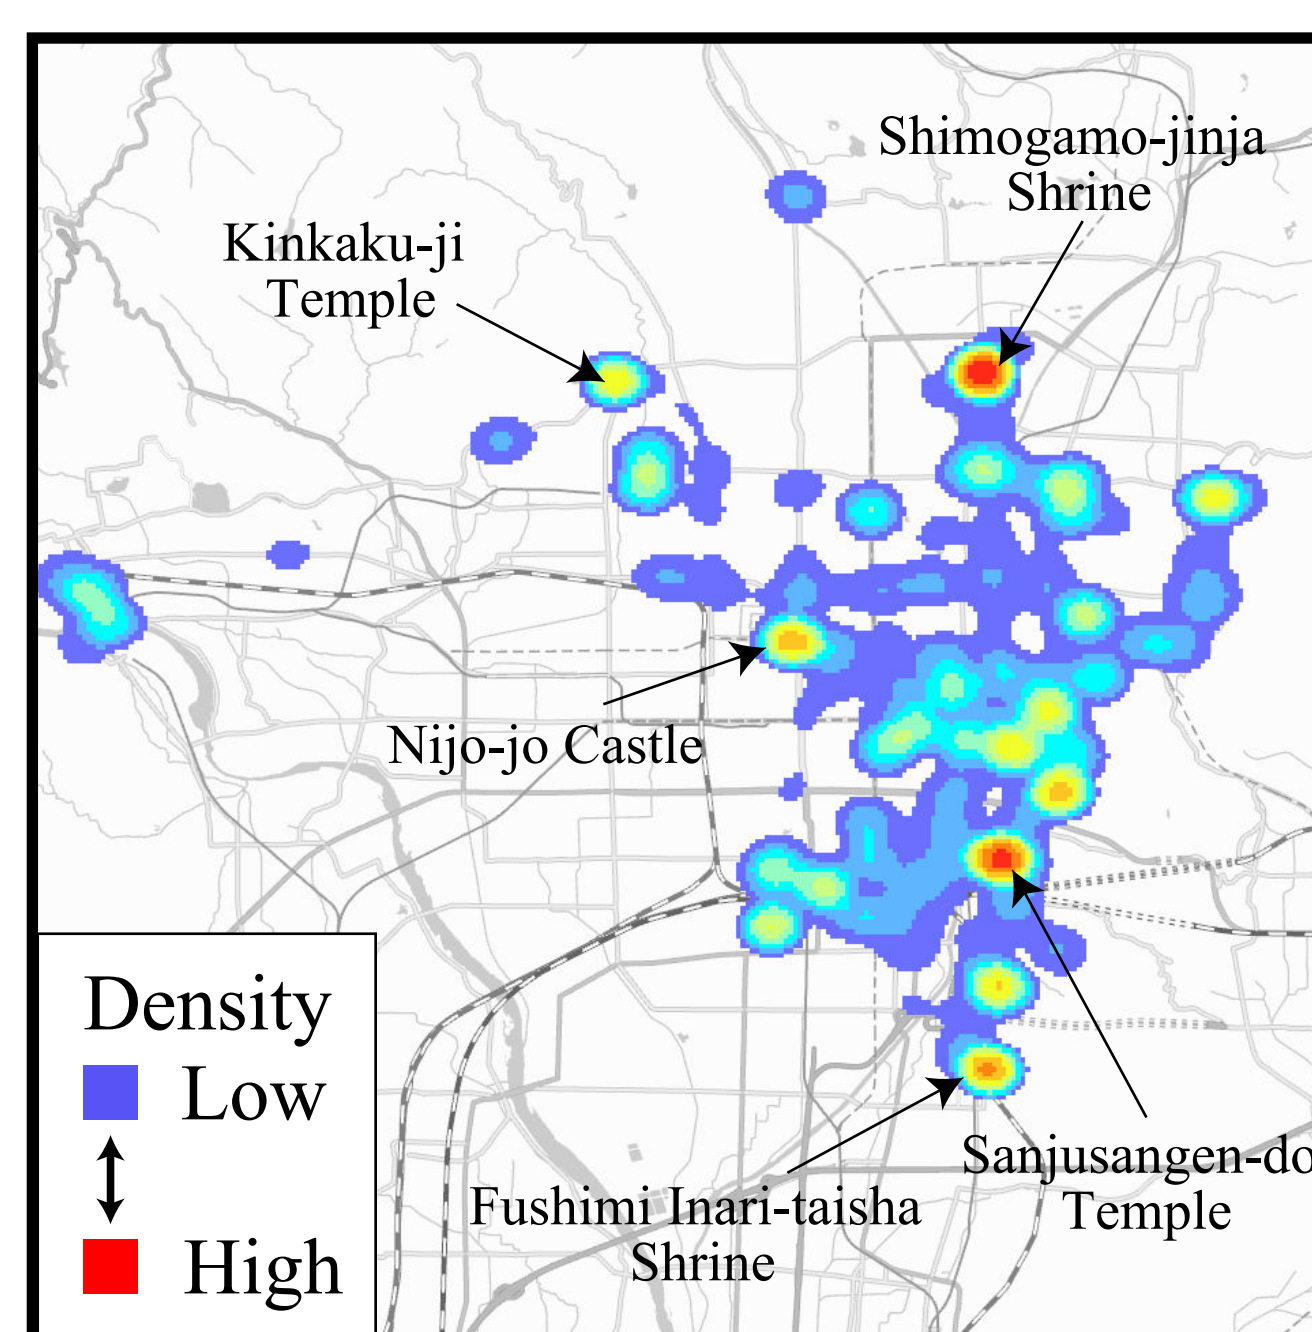 Shimogamo-jinja
Shrine
Kinkaku-ji
Temple
Nijo-jo Castle
Density
Low
High
Sanjusangen-do
Temple
Fushimi Inari-taisha
Shrine